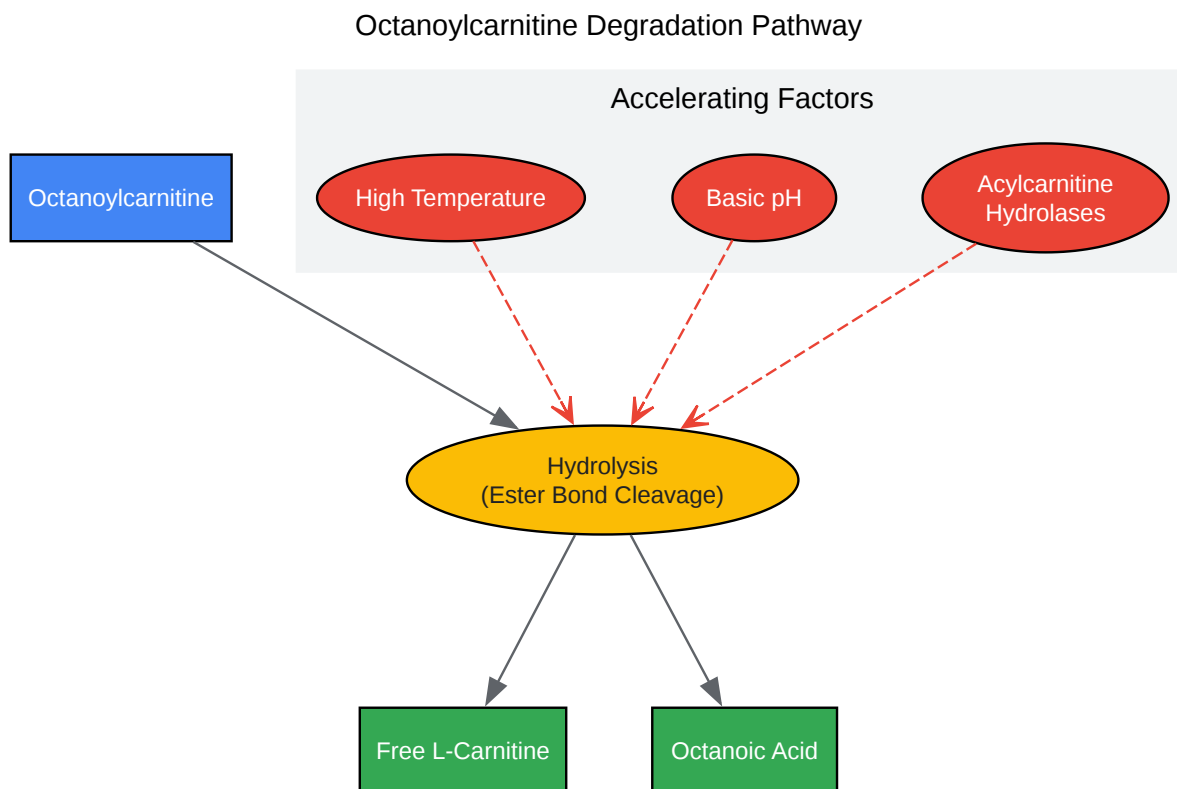 Octanoylcarnitine Degradation Pathway
Accelerating Factors
Octanoylcarnitine
High Temperature
Basic pH
Acylcarnitine
Hydrolases
Hydrolysis
(Ester Bond Cleavage)
Free L-Carnitine
Octanoic Acid